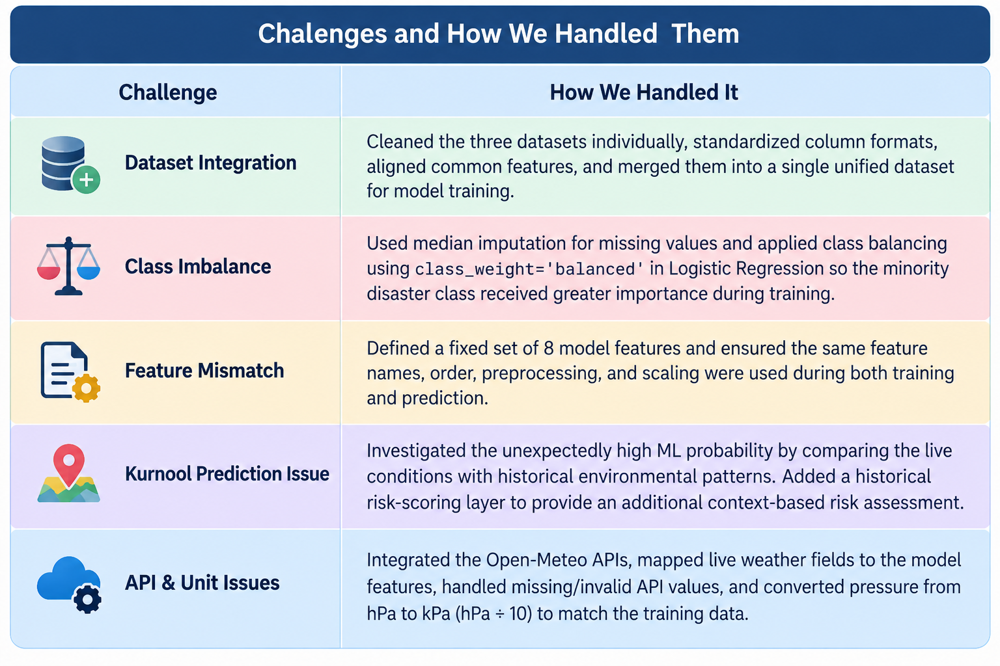 Chalenges and How We Handled  Them
Challenge
How We Handled It
Dataset Integration
Cleaned the three datasets individually, standardized column formats,
aligned common features, and merged them into a single unified dataset
for model training.
Class Imbalance
Used median imputation for missing values and applied class balancing
using class_weight='balanced' in Logistic Regression so the minority
disaster class received greater importance during training.
Feature Mismatch
Defined a fixed set of 8 model features and ensured the same feature
names, order, preprocessing, and scaling were used during both training
and prediction.
Kurnool Prediction Issue
Investigated the unexpectedly high ML probability by comparing the live
conditions with historical environmental patterns. Added a historical
risk-scoring layer to provide an additional context-based risk assessment.
API & Unit Issues
Integrated the Open-Meteo APIs, mapped live weather fields to the model
features, handled missing/invalid API values, and converted pressure from
hPa to kPa (hPa ÷ 10) to match the training data.